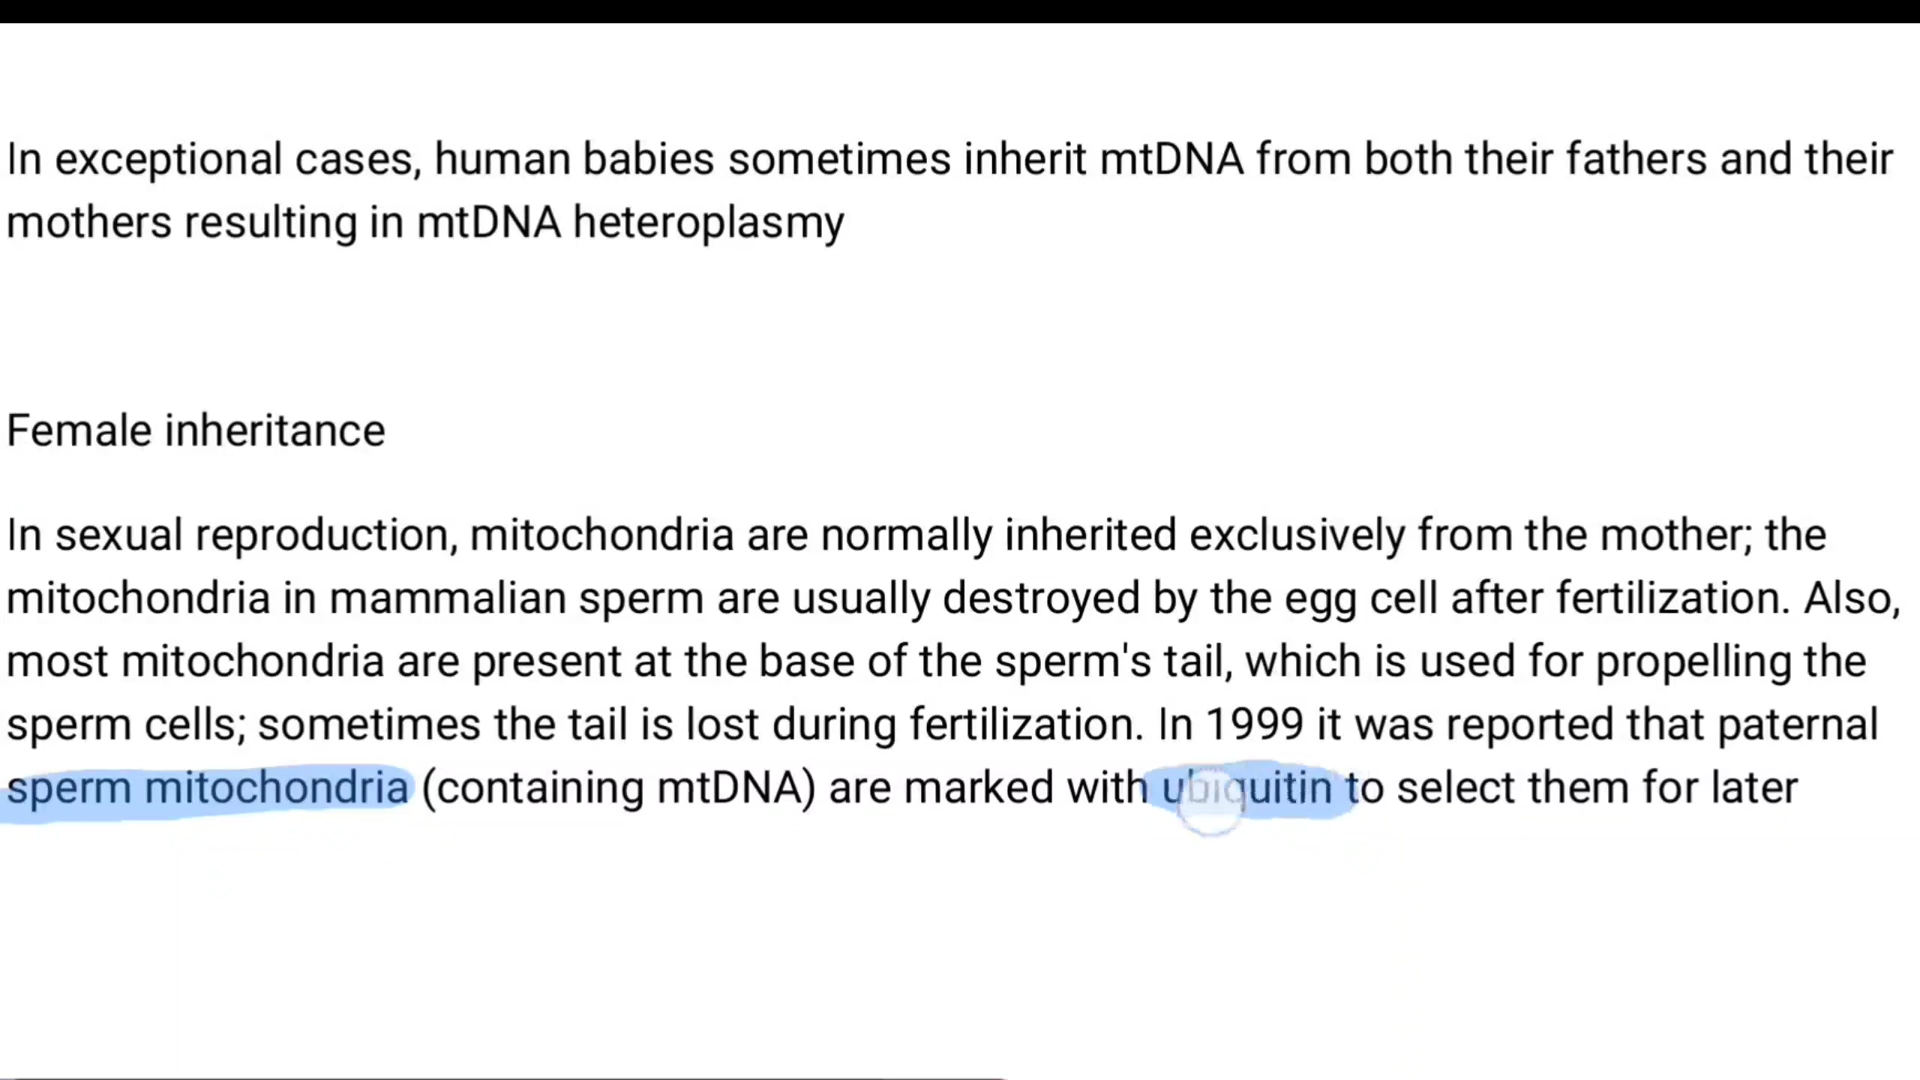 In exceptional cases, human babies sometimes inherit mtDNA from both their fathers and their
mothers resulting in mtDNA heteroplasmy
Female inheritance
In sexual reproduction, mitochondria are normally inherited exclusively from the mother; the
mitochondria in mammalian sperm are usually destroyed by the egg cell after fertilization. Also,
most mitochondria are present at the base of the sperm's tail, which is used for propelling the
sperm cells; sometimes the tail is lost during fertilization. In 1999 it was reported that paternal
sperm mitochondria (containing mtDNA) are marked with ubiquitin to select them for later